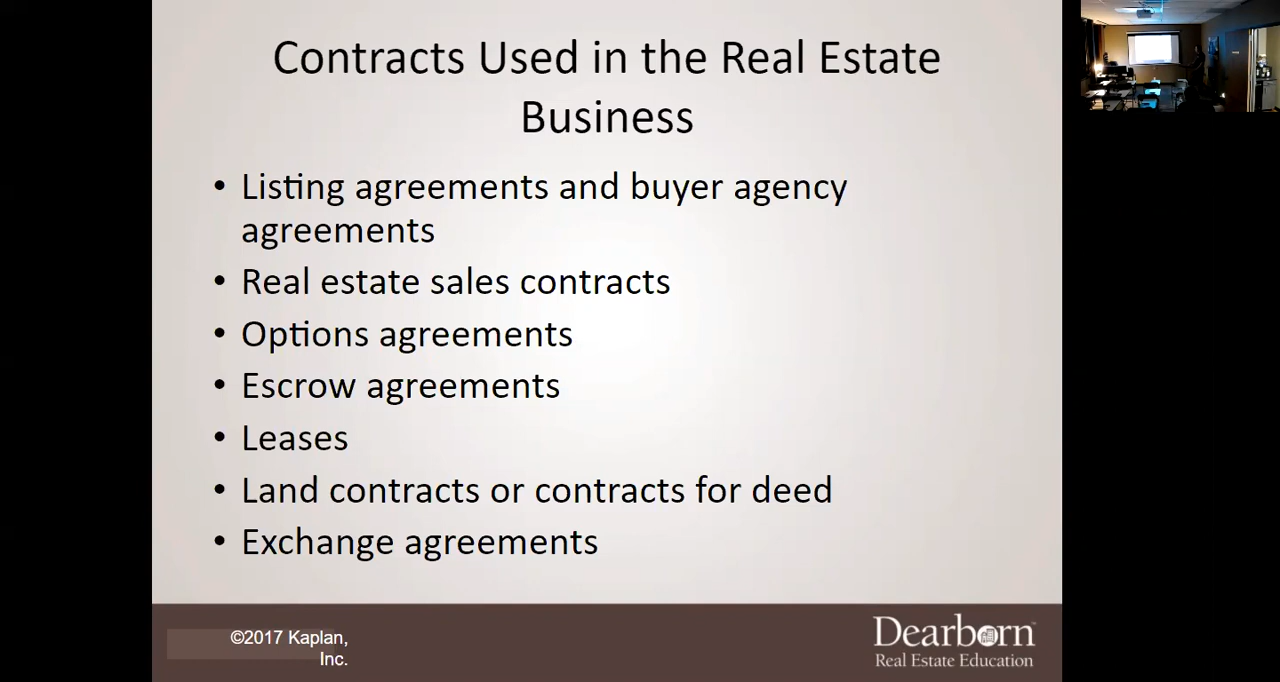 Contracts Used in the Real Estate
Business
• Listing agreements and buyer agency
agreements
• Real estate sales contracts
• Options agreements
• Escrow agreements
• Leases
• Land contracts or contracts for deed
• Exchange agreements
©2017 Kaplan,
Inc.
Dearborn™
Real Estate Education